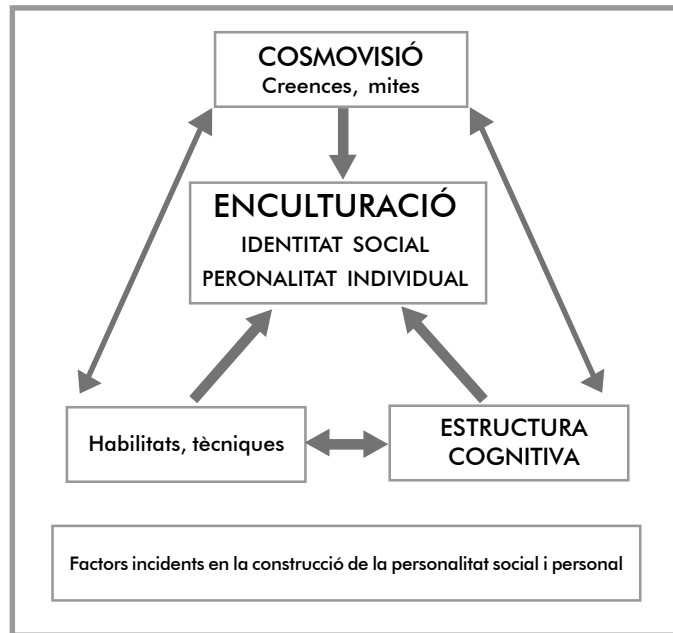 COSMOVISIÓ
Creences, mites
ENCULTURACIÓ
IDENTITAT SOCIAL
PERONALITAT INDIVIDUAL
Habilitats, tècniques
ESTRUCTURA
COGNITIVA
Factors incidents en la construcció de la personalitat social i personal